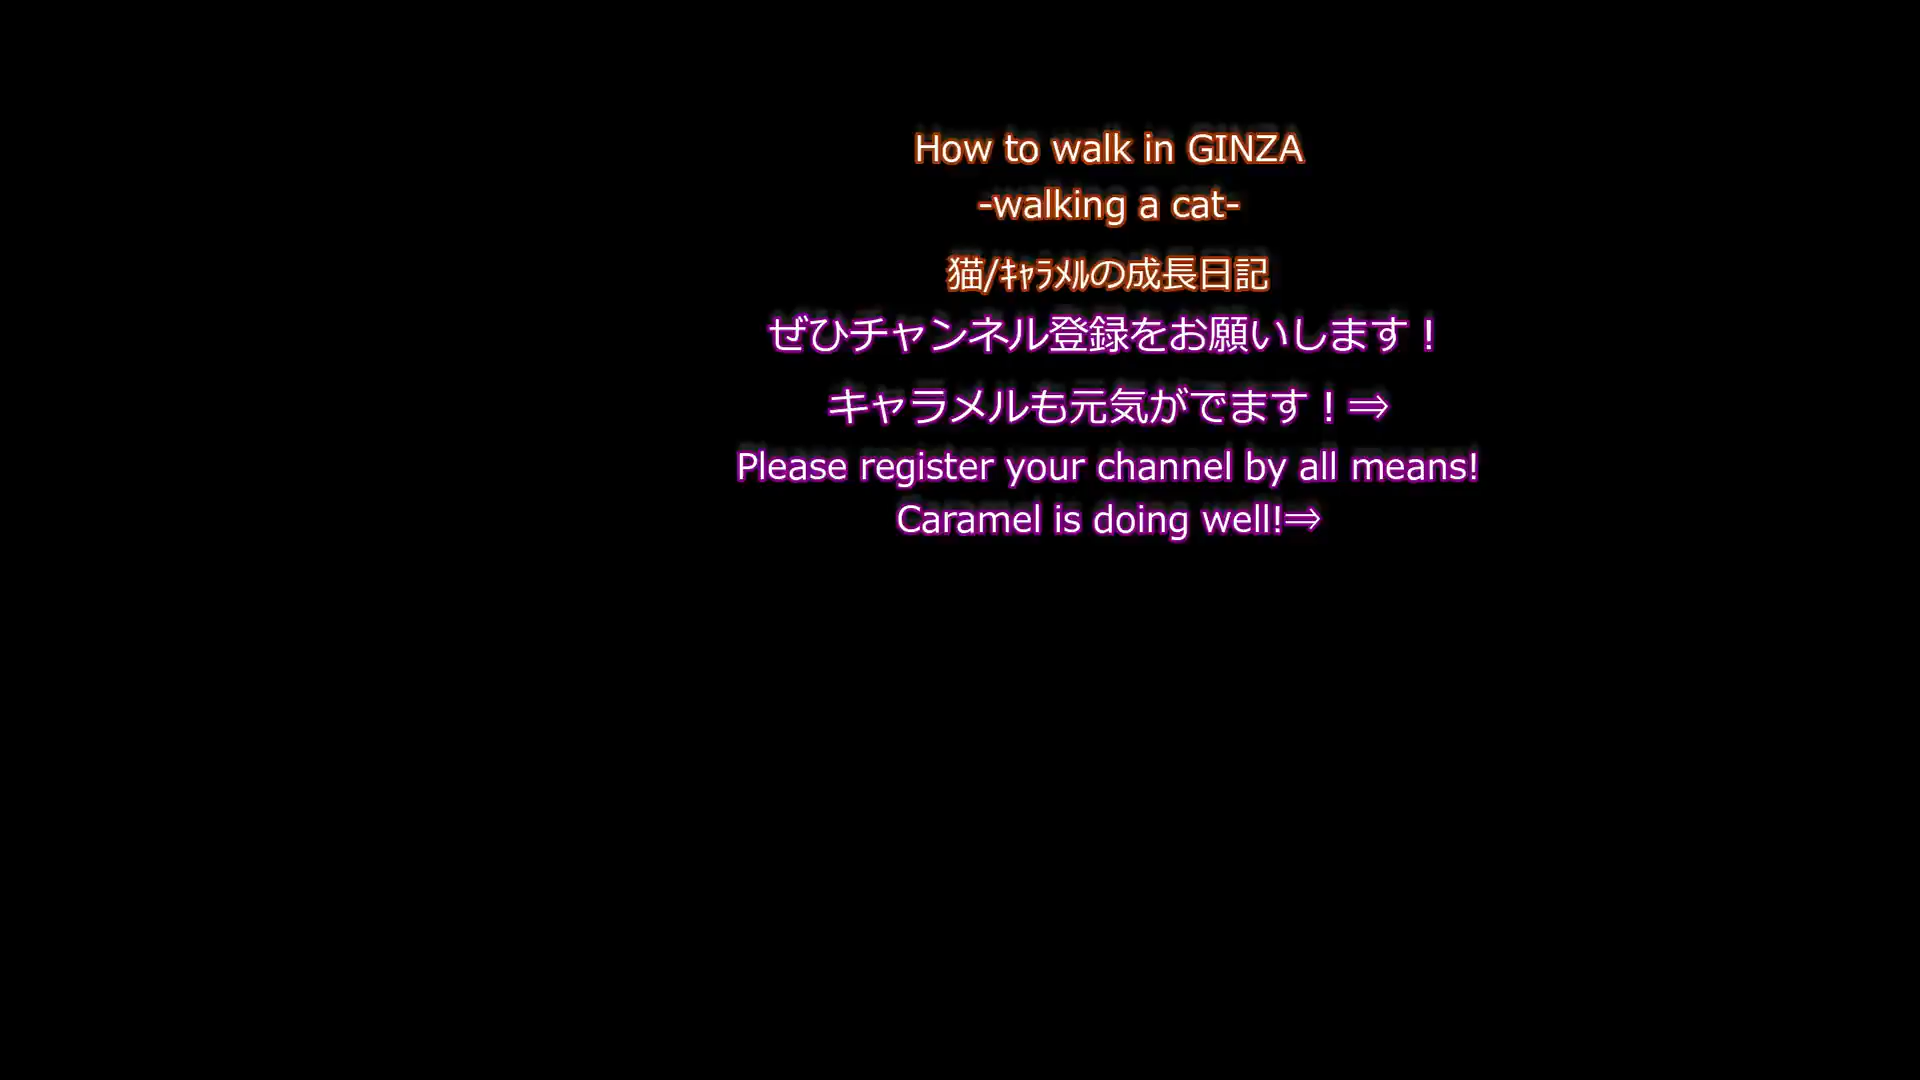 How to walk in GINZA
-walking a cat-
猫/ｷｬﾗﾒﾙの成長日記
ぜひチャンネル登録をお願いします！
キャラメルも元気がでます！⇒
Please register your channel by all means!
Caramel is doing well!⇒